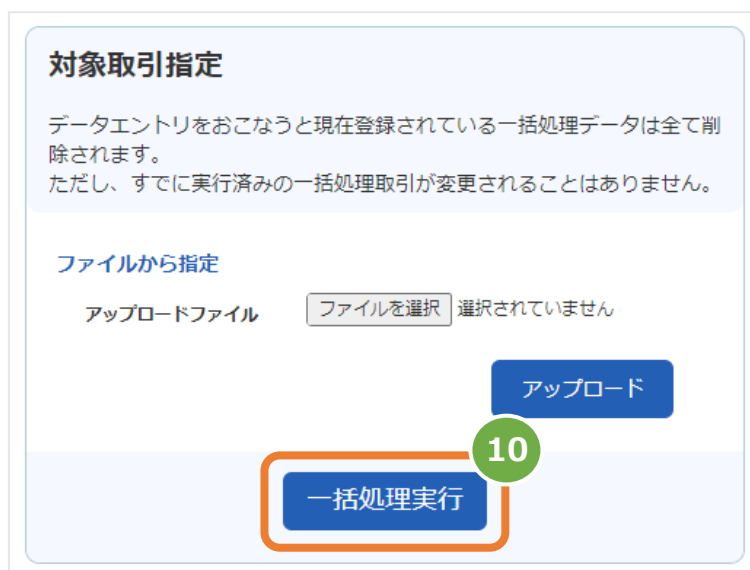 対象取引指定
データエントリをおこなうと現在登録されている一括処理データは全て削
除されます。
ただし、すでに実行済みの一括処理取引が変更されることはありません。
ファイルから指定
アップロードファイル ファイルを選択 選択されていません
アップロード
10
一括処理実行